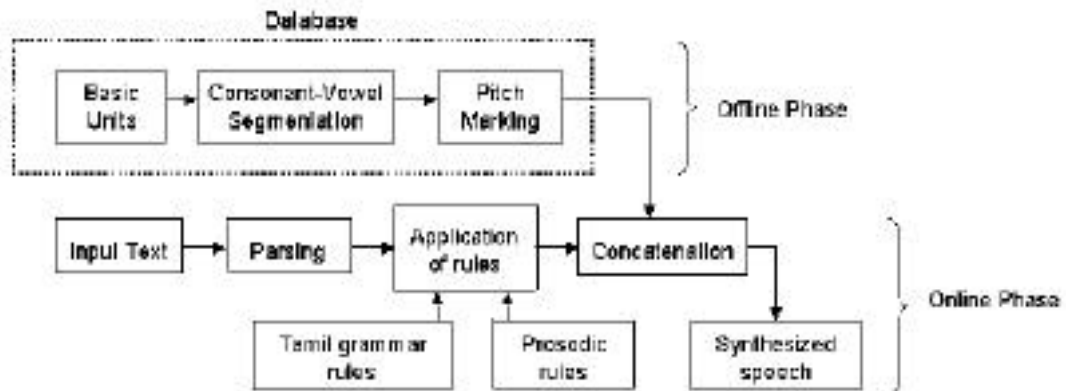 Database
Basic
Units
Consonant-Vowel
Segmentation
Pitch
Marking
Offline Phase
Input Text
Parsing
Application
of rules
Concatenation
Online Phase
Tamil grammar
rules
Prosodic
rules
Synthesized
speech